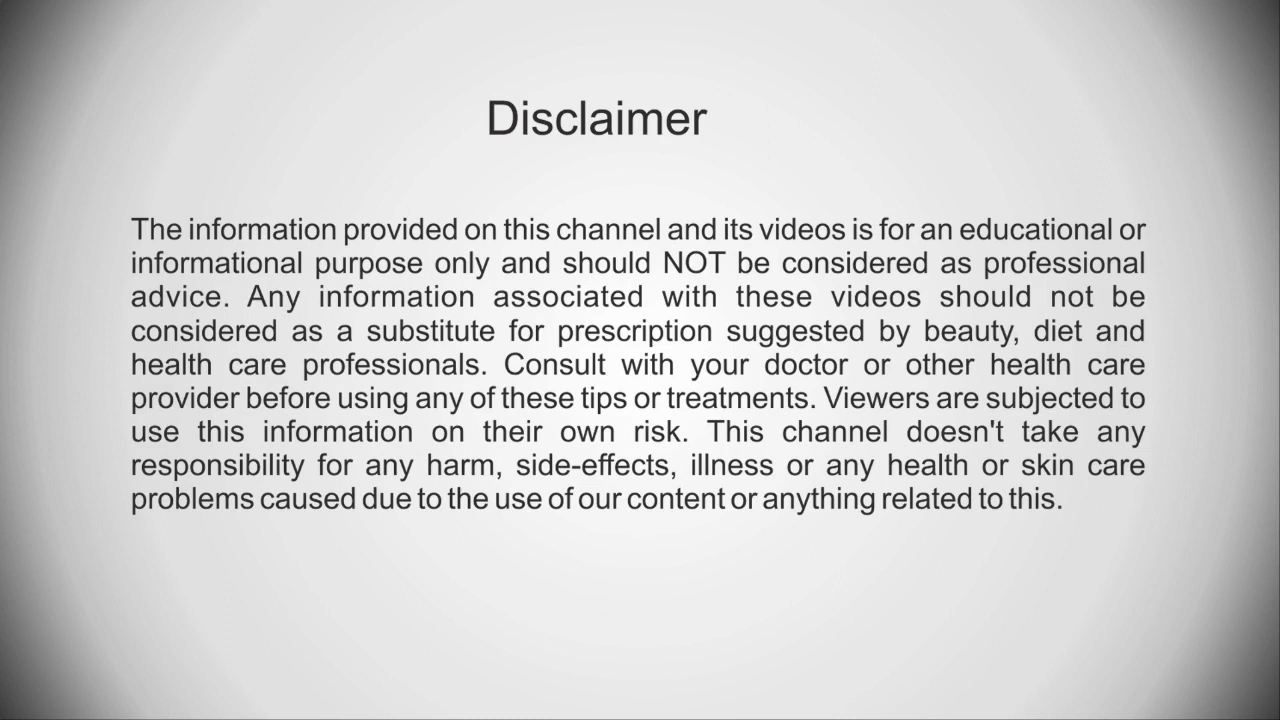 Disclaimer
The information provided on this channel and its videos is for an educational or
informational purpose only and should NOT be considered as professional
advice. Any information associated with these videos should not be
considered as a substitute for prescription suggested by beauty, diet and
health care professionals. Consult with your doctor or other health care
provider before using any of these tips or treatments. Viewers are subjected to
use this information on their own risk. This channel doesn't take any
responsibility for any harm, side-effects, illness or any health or skin care
problems caused due to the use of our content or anything related to this.